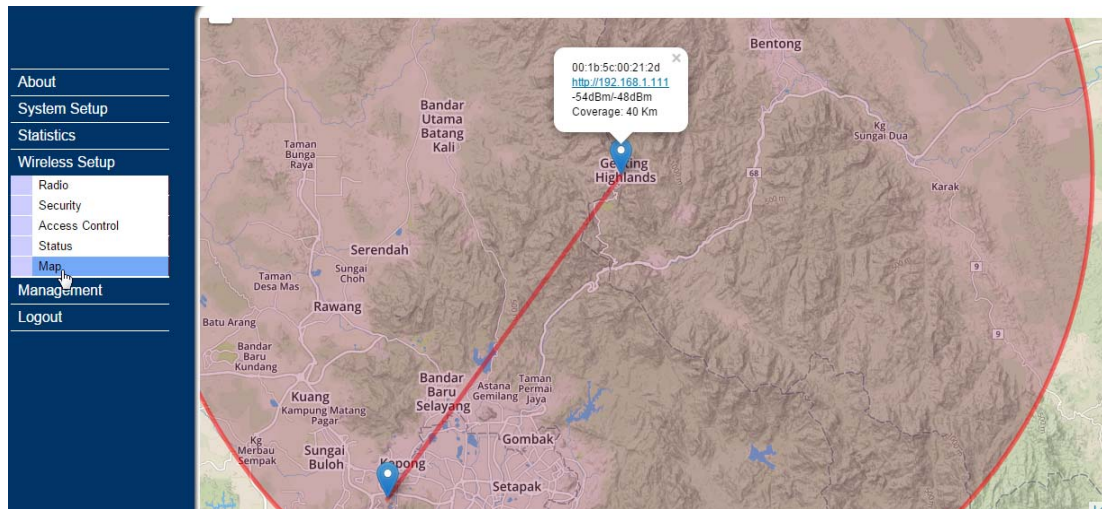 About
System Setup
Statistics
Wireless Setup
Radio
Security
Access Control
Status
Map
Management
Logout
Bentong
00:1b:5c:00:21:2d
×
http://192.168.1.111
-54dBm/-48dBm
Coverage: 40 Km
Bandar
Utama
Batang
Kali
Taman
Bunga
Raya
Kg
Sungai Dua
Genting
Highlands
68
Karak
Serendah
Sungai
Choh
Taman
Desa Mas
9
Rawang
Batu Arang
9
Bandar
Baru
Kundang
Bandar
Baru
Selayang
Astana
Gemilang
Taman
Permai
Jaya
Kuang
Kampung Matang
Pagar
Gombak
Kg
Merbau
Sempak
Sungai
Buloh
Kepong
Setapak